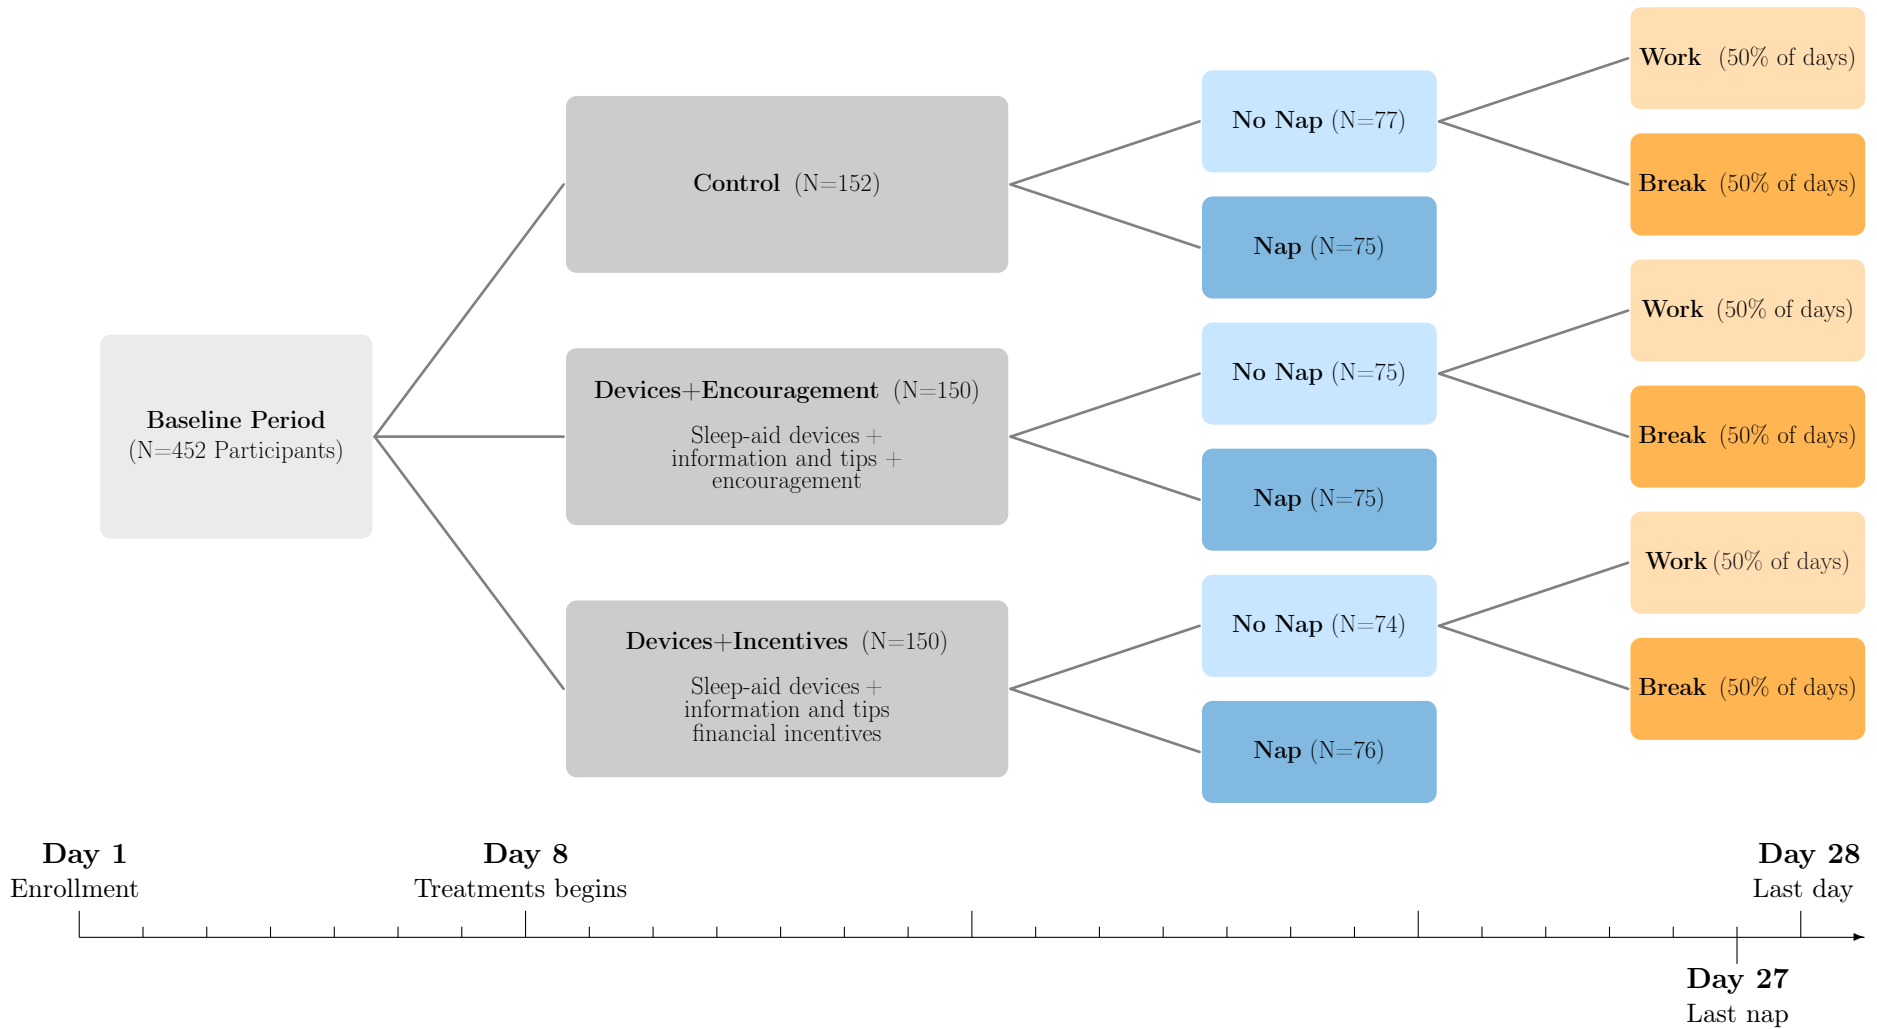 Baseline Period
(N=452 Participants)
Control (N=152)
Devices+Encouragement (N=150)
Sleep-aid devices +
information and tips +
encouragement
Devices+Incentives (N=150)
Sleep-aid devices +
information and tips
financial incentives
No Nap (N=77)
Nap (N=75)
No Nap (N=75)
Nap (N=75)
No Nap (N=74)
Nap (N=76)
Work (50% of days)
Break (50% of days)
Work (50% of days)
Break (50% of days)
Work (50% of days)
Break (50% of days)
Day 1
Enrollment
Day 8
Treatments begins
Day 28
Last day
Day 27
Last nap